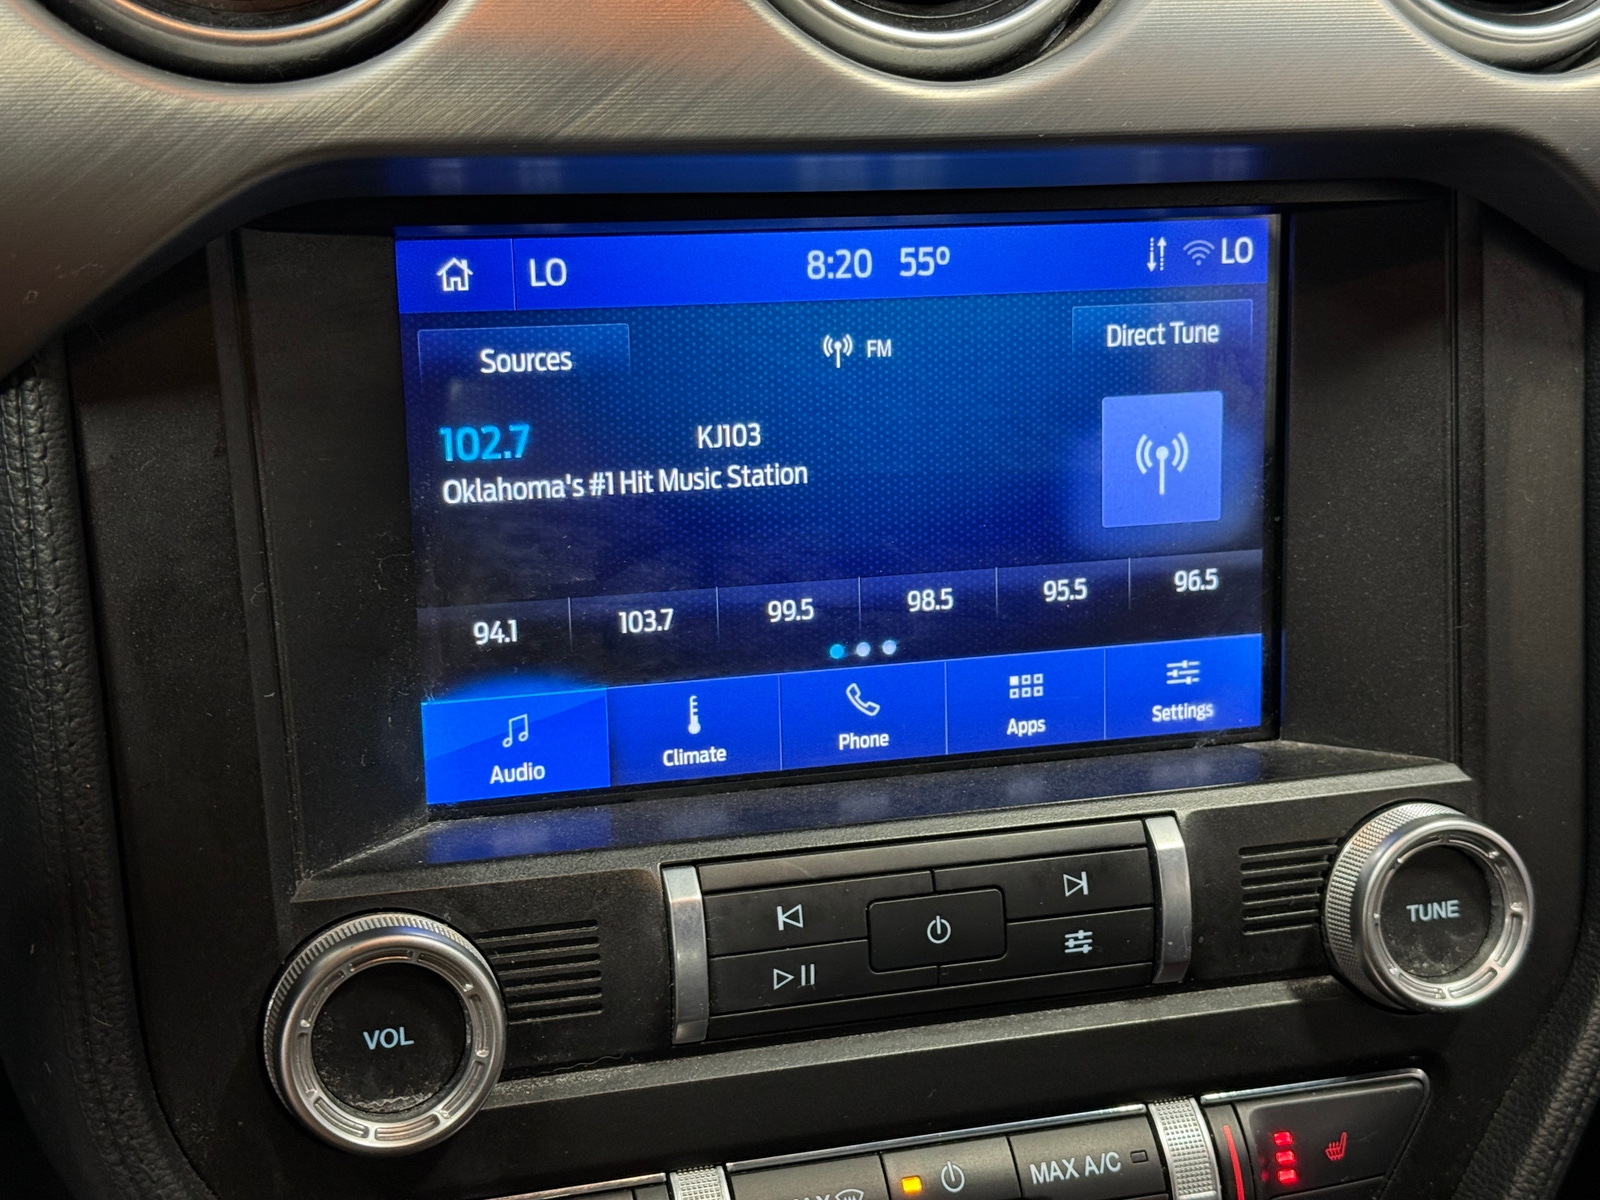 LO 8:20 55° LO
Sources FM Direct Tune
102.7 KJ103
Oklahoma's #1 Hit Music Station
94.1 103.7 99.5 98.5 95.5 96.5
Audio Climate Phone Apps Settings
VOL TUNE
MAX A/C